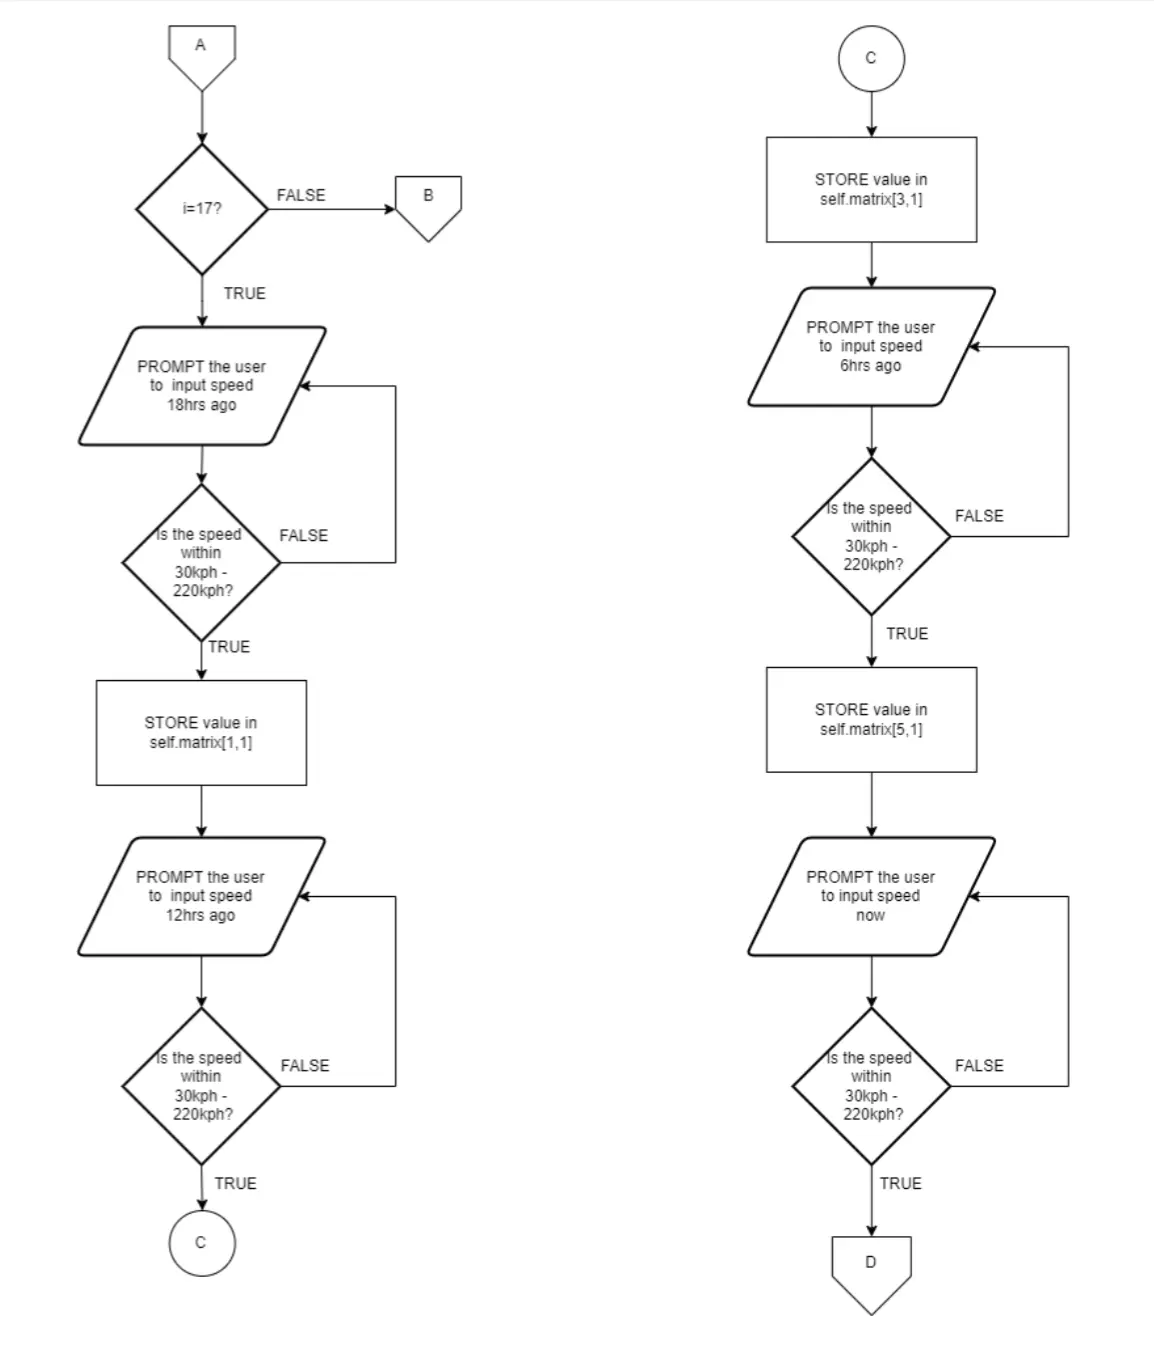 A
i=17?
FALSE
B
TRUE
PROMPT the user
to input speed
18hrs ago
Is the speed
within
30kph -
220kph?
FALSE
TRUE
STORE value in
self.matrix[1,1]
PROMPT the user
to input speed
12hrs ago
Is the speed
within
30kph -
220kph?
FALSE
TRUE
C
C
STORE value in
self.matrix[3,1]
PROMPT the user
to input speed
6hrs ago
Is the speed
within
30kph -
220kph?
FALSE
TRUE
STORE value in
self.matrix[5,1]
PROMPT the user
to input speed
now
Is the speed
within
30kph -
220kph?
FALSE
TRUE
D